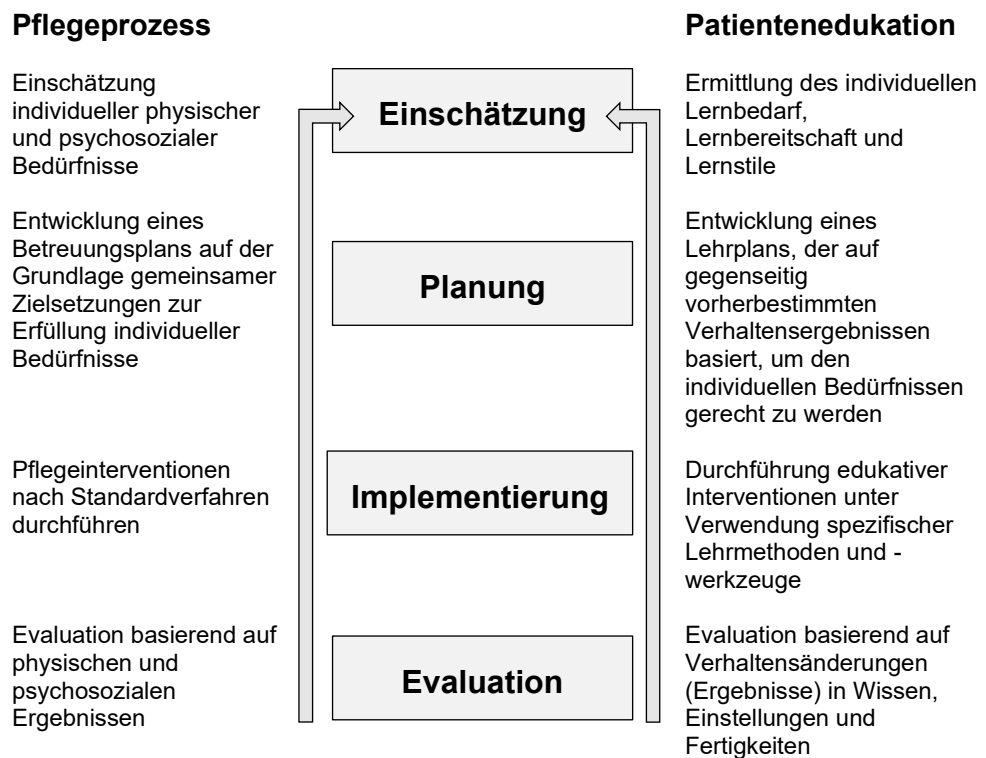 Pflegeprozess
Patientenedukation
Einschätzung
individueller physischer
und psychosozialer
Bedürfnisse
Einschätzung
Ermittlung des individuellen
Lernbedarf,
Lernbereitschaft und
Lernstile
Entwicklung eines
Betreuungsplans auf der
Grundlage gemeinsamer
Zielsetzungen zur
Erfüllung individueller
Bedürfnisse
Planung
Entwicklung eines
Lehrplans, der auf
gegenseitig
vorherbestimmten
Verhaltensergebnissen
basiert, um den
individuellen Bedürfnissen
gerecht zu werden
Pflegeinterventionen
nach Standardverfahren
durchführen
Implementierung
Durchführung edukativer
Interventionen unter
Verwendung spezifischer
Lehrmethoden und -
werkzeuge
Evaluation basierend auf
physischen und
psychosozialen
Ergebnissen
Evaluation
Evaluation basierend auf
Verhaltensänderungen
(Ergebnisse) in Wissen,
Einstellungen und
Fertigkeiten